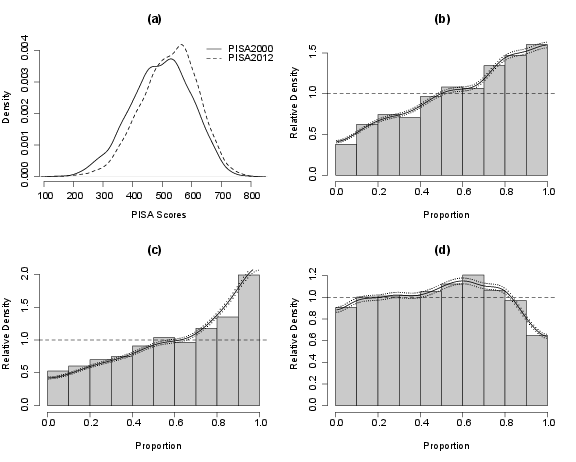 (a)
PISA2000
PISA2012
Density
0.000 0.001 0.002 0.003 0.004
100 200 300 400 500 600 700 800
PISA Scores
(b)
Relative Density
0.0 0.5 1.0 1.5
0.0 0.2 0.4 0.6 0.8 1.0
Proportion
(c)
Relative Density
0.0 0.5 1.0 1.5 2.0
0.0 0.2 0.4 0.6 0.8 1.0
Proportion
(d)
Relative Density
0.0 0.2 0.4 0.6 0.8 1.0 1.2
0.0 0.2 0.4 0.6 0.8 1.0
Proportion